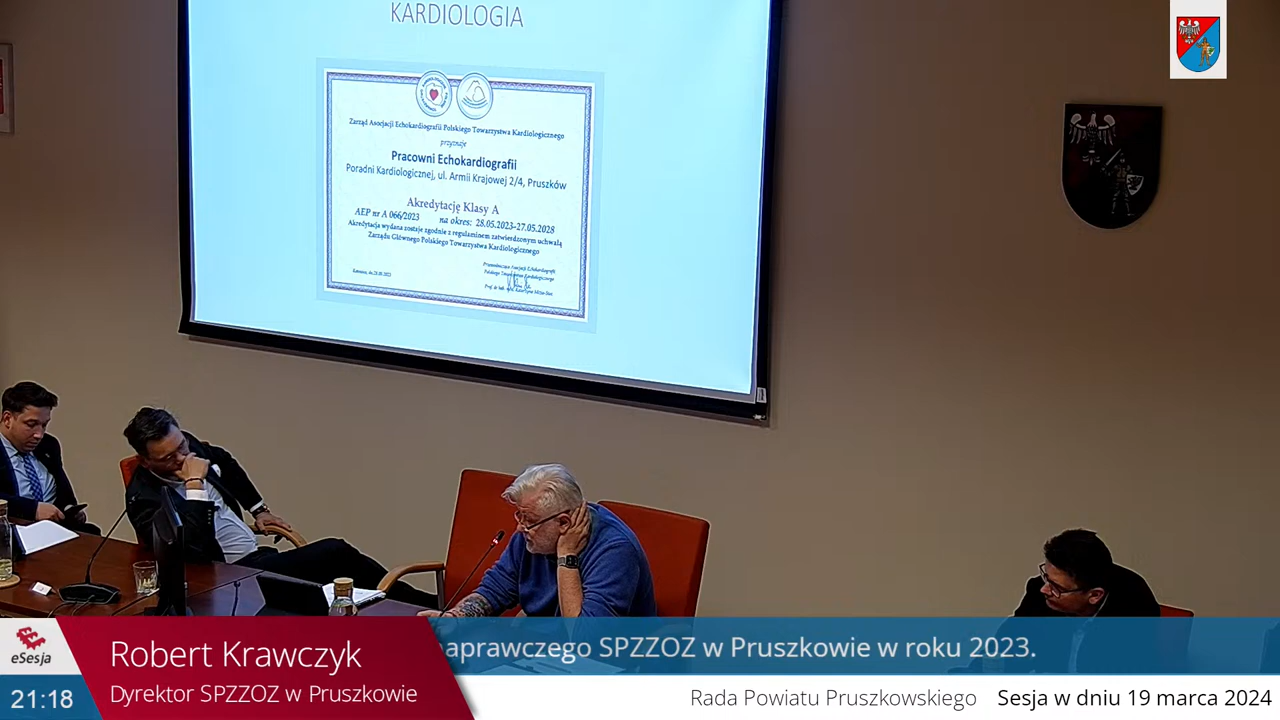 KARDIOLOGIA
Zarząd Asocjacji Echokardiografii Polskiego Towarzystwa Kardiologicznego
przyznaje
Pracowni Echokardiografii
Poradni Kardiologicznej, ul. Armii Krajowej 2/4, Pruszków
Akredytację Klasy A
AEP nr A 066/2023 na okres: 28.05.2023-27.05.2028
Akredytacja wydana zostaje zgodnie z regulaminem zatwierdzonym uchwałą
Zarządu Głównego Polskiego Towarzystwa Kardiologicznego
eSesja
21:18
Robert Krawczyk
Dyrektor SPZZOZ w Pruszkowie
naprawczego SPZZOZ w Pruszkowie w roku 2023.
Rada Powiatu Pruszkowskiego Sesja w dniu 19 marca 2024